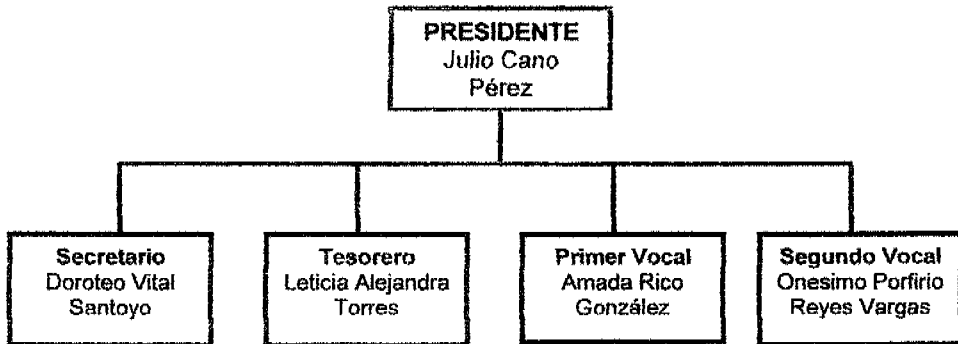 PRESIDENTE
Julio Cano
Pérez
Secretario
Doroteo Vital
Santoyo
Tesorero
Leticia Alejandra
Torres
Primer Vocal
Amada Rico
González
Segundo Vocal
Onesimo Porfirio
Reyes Vargas